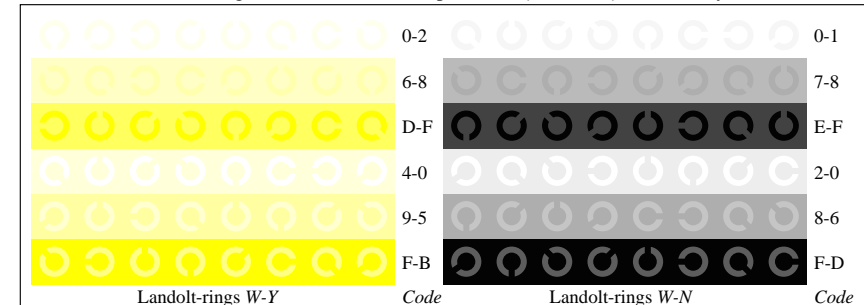 0-2 0-1
6-8 7-8
D-F E-F
4-0 2-0
9-5 8-6
F-B F-D
Landolt-rings W-Y Code Landolt-rings W-N Code